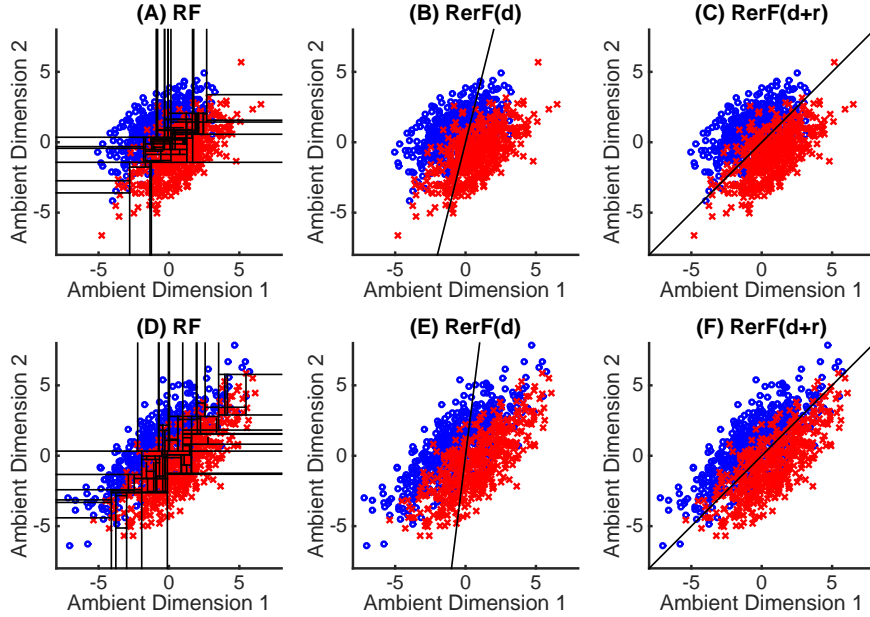 (A) RF
(B) RerF(d)
(C) RerF(d+r)
Ambient Dimension 2
5
0
-5
-5 0 5
Ambient Dimension 1
Ambient Dimension 2
5
0
-5
-5 0 5
Ambient Dimension 1
Ambient Dimension 2
5
0
-5
-5 0 5
Ambient Dimension 1
(D) RF
(E) RerF(d)
(F) RerF(d+r)
Ambient Dimension 2
5
0
-5
-5 0 5
Ambient Dimension 1
Ambient Dimension 2
5
0
-5
-5 0 5
Ambient Dimension 1
Ambient Dimension 2
5
0
-5
-5 0 5
Ambient Dimension 1